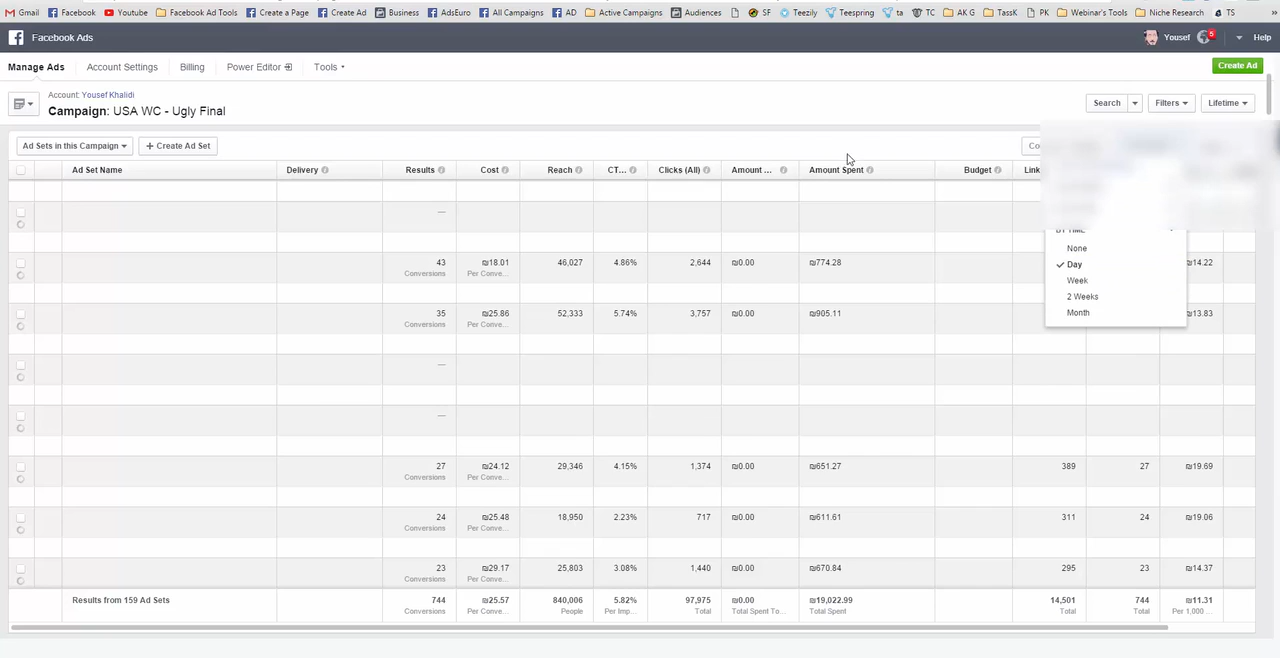 Gmail Facebook Youtube Facebook Ad Tools Create a Page Create Ad Business AdsEuro All Campaigns AD Active Campaigns Audiences SF Teezily Teespring ta TC AK G TassK PK Webinar's Tools Niche Research TS »
Facebook Ads Yousef 5 Help
Manage Ads Account Settings Billing Power Editor Tools Create Ad
Account: Yousef Khalidi
Campaign: USA WC - Ugly Final Search Filters Lifetime
Ad Sets in this Campaign + Create Ad Set Co
Ad Set Name Delivery Results Cost Reach CT... Clicks (All) Amount ... Amount Spent Budget Link
—
BY TIME
None
Day
Week
2 Weeks
Month
43 ₪18.01 46,027 4.86% 2,644 ₪0.00 ₪774.28 ₪14.22
Conversions Per Conve...
35 ₪25.86 52,333 5.74% 3,757 ₪0.00 ₪905.11 ₪13.83
Conversions Per Conve...
—
—
27 ₪24.12 29,346 4.15% 1,374 ₪0.00 ₪651.27 389 27 ₪19.69
Conversions Per Conve...
24 ₪25.48 18,950 2.23% 717 ₪0.00 ₪611.61 311 24 ₪19.06
Conversions Per Conve...
23 ₪29.17 25,803 3.08% 1,440 ₪0.00 ₪670.84 295 23 ₪14.37
Conversions Per Conve...
Results from 159 Ad Sets 744 ₪25.57 840,006 5.82% 97,975 ₪0.00 ₪19,022.99 14,501 744 ₪11.31
Conversions Per Conve... People Per Imp... Total Total Spent To... Total Spent Total Total Per 1,000 ...